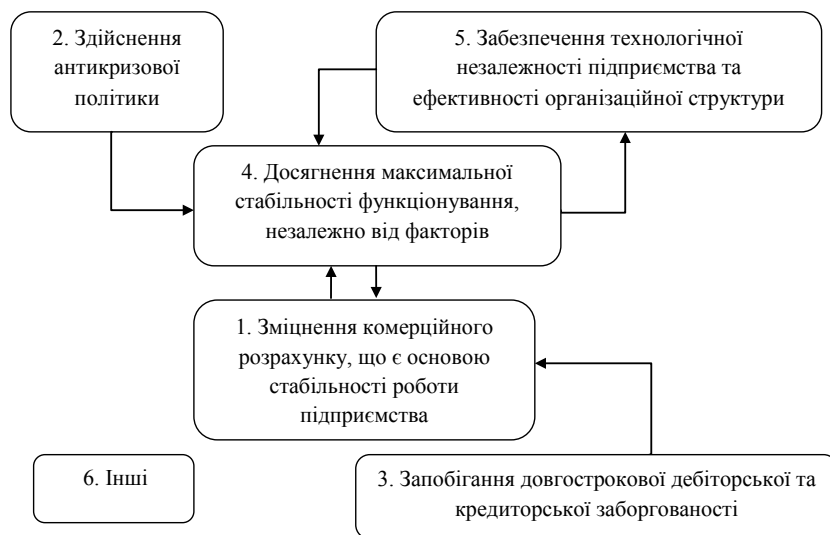 2. Здійснення
антикризової
політики
5. Забезпечення технологічної
незалежності підприємства та
ефективності організаційної структури
4. Досягнення максимальної
стабільності функціонування,
незалежно від факторів
1. Зміцнення комерційного
розрахунку, що є основою
стабільності роботи
підприємства
6. Інші
3. Запобігання довгострокової дебіторської та
кредиторської заборгованості